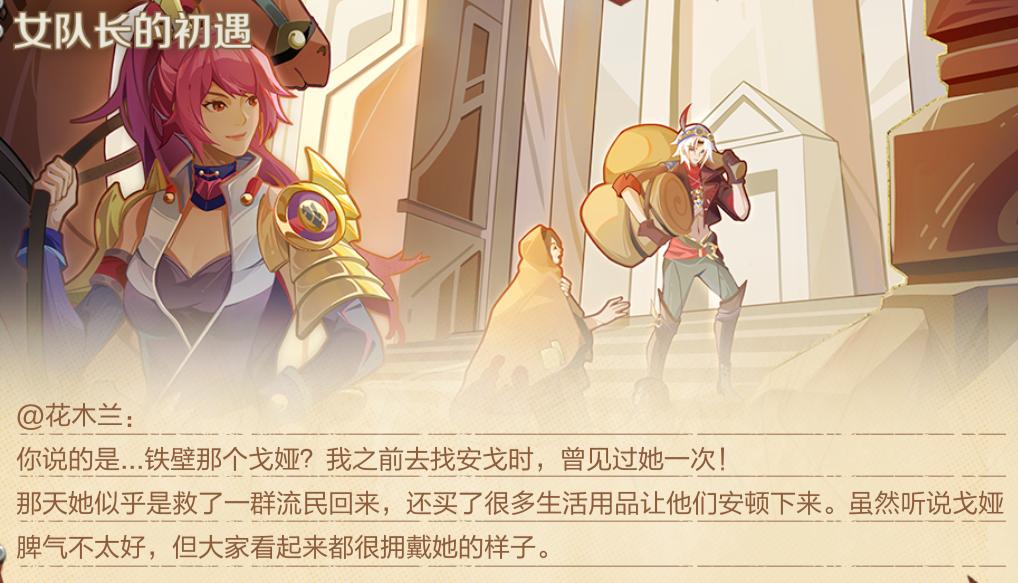 女队长的初遇
@花木兰：
你说的是...铁壁那个戈娅？我之前去找安戈时，曾见过她一次！
那天她似乎是救了一群流民回来，还买了很多生活用品让他们安顿下来。虽然听说戈娅
脾气不太好，但大家看起来都很拥戴她的样子。